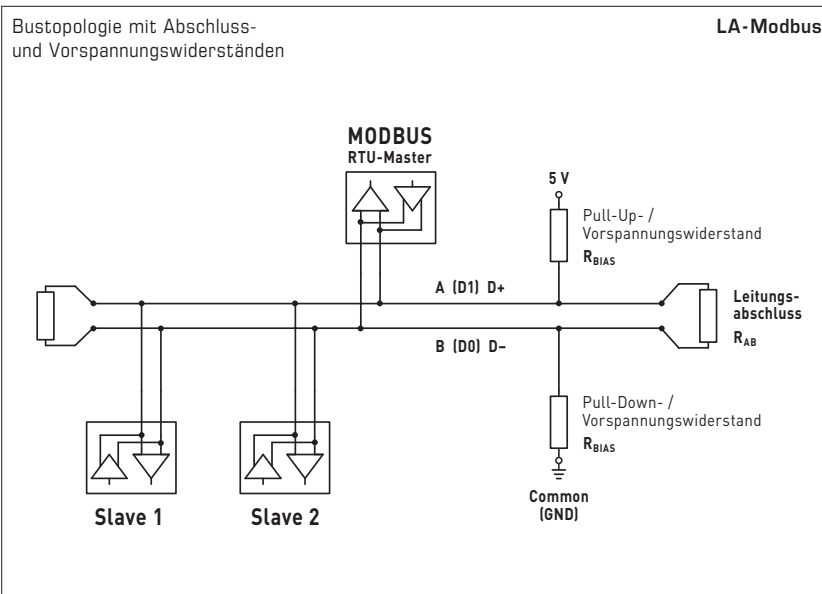 Bustopologie mit Abschluss-
und Vorspannungswiderständen
LA-Modbus
MODBUS
RTU-Master
5 V
Pull-Up- /
Vorspannungswiderstand
RBIAS
A (D1) D+
Leitungs-
abschluss
RAB
B (D0) D–
Pull-Down- /
Vorspannungswiderstand
RBIAS
Common
(GND)
Slave 1
Slave 2